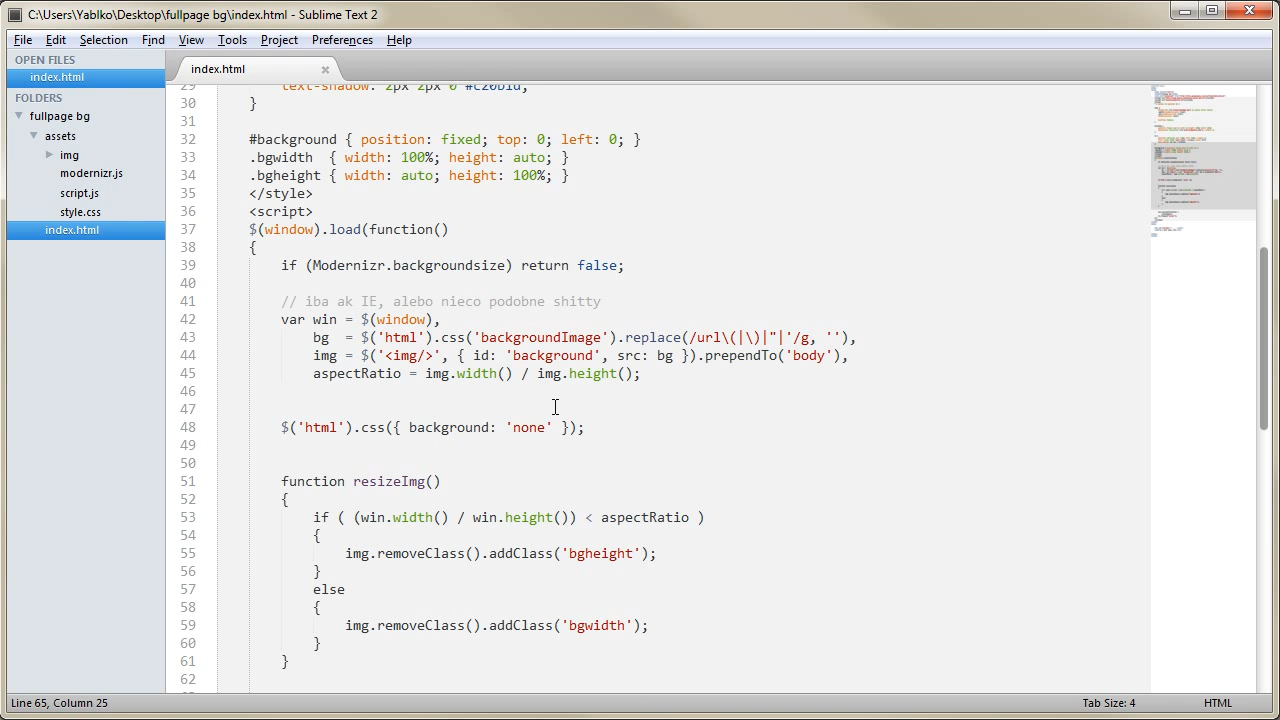 C:\Users\Yablko\Desktop\fullpage bg\index.html - Sublime Text 2
File Edit Selection Find View Tools Project Preferences Help
OPEN FILES
index.html
FOLDERS
fullpage bg
assets
img
modernizr.js
script.js
style.css
index.html
index.html
29 text-shadow: 2px 2px 0 #c20b1d;
30 }
31
32 #background { position: fixed; top: 0; left: 0; }
33 .bgwidth { width: 100%; height: auto; }
34 .bgheight { width: auto; height: 100%; }
35 </style>
36 <script>
37 $(window).load(function()
38 {
39 if (Modernizr.backgroundsize) return false;
40
41 // iba ak IE, alebo nieco podobne shitty
42 var win = $(window),
43 bg = $('html').css('backgroundImage').replace(/url\(|\)|"|'/g, ''),
44 img = $('<img/>', { id: 'background', src: bg }).prependTo('body'),
45 aspectRatio = img.width() / img.height();
46
47
48 $('html').css({ background: 'none' });
49
50
51 function resizeImg()
52 {
53 if ( (win.width() / win.height()) < aspectRatio )
54 {
55 img.removeClass().addClass('bgheight');
56 }
57 else
58 {
59 img.removeClass().addClass('bgwidth');
60 }
61 }
62
Line 65, Column 25
Tab Size: 4
HTML